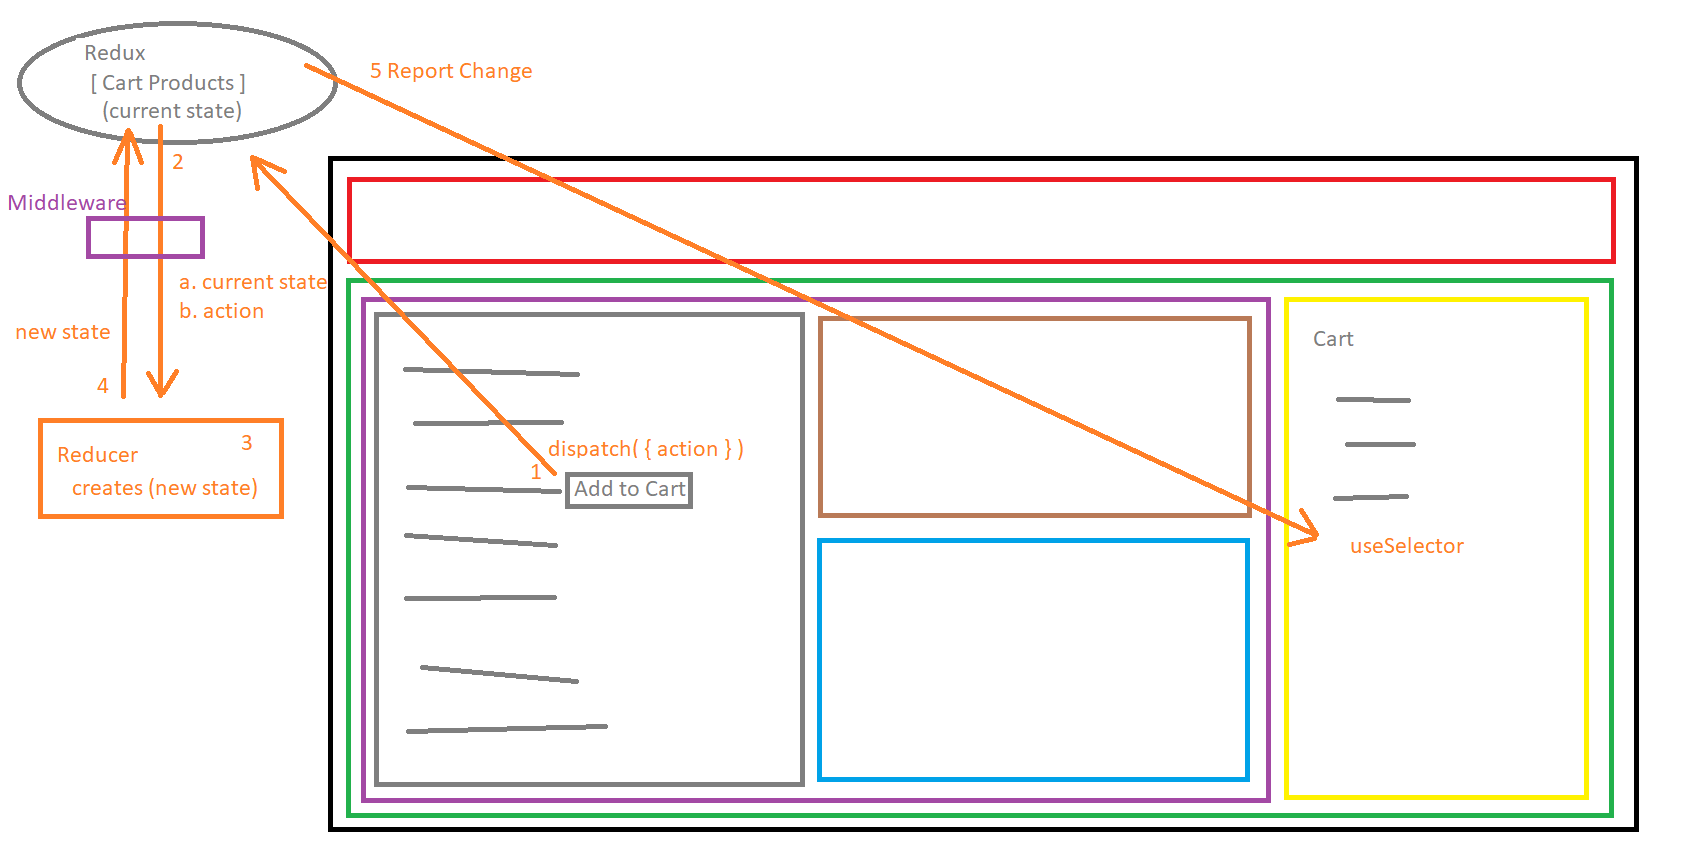 Redux
[ Cart Products ]
(current state)
5 Report Change
2
Middleware
a. current state
b. action
new state
4
Reducer
3
creates (new state)
dispatch( { action } )
1
Add to Cart
Cart
useSelector